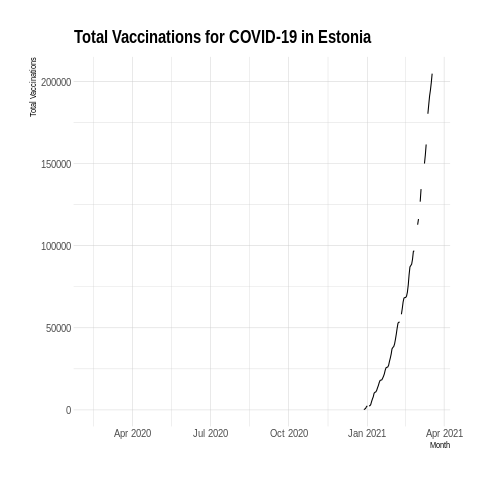 Total Vaccinations for COVID-19 in Estonia
Total Vaccinations
200000
150000
100000
50000
0
Apr 2020 Jul 2020 Oct 2020 Jan 2021 Apr 2021
Month